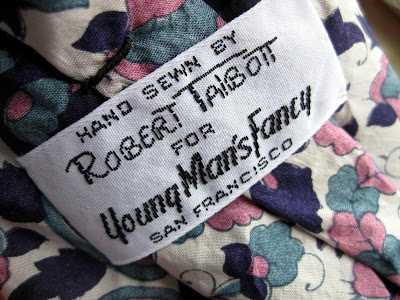 HAND SEWN BY
ROBERT TALBOTT
FOR
Young Man's Fancy
SAN FRANCISCO